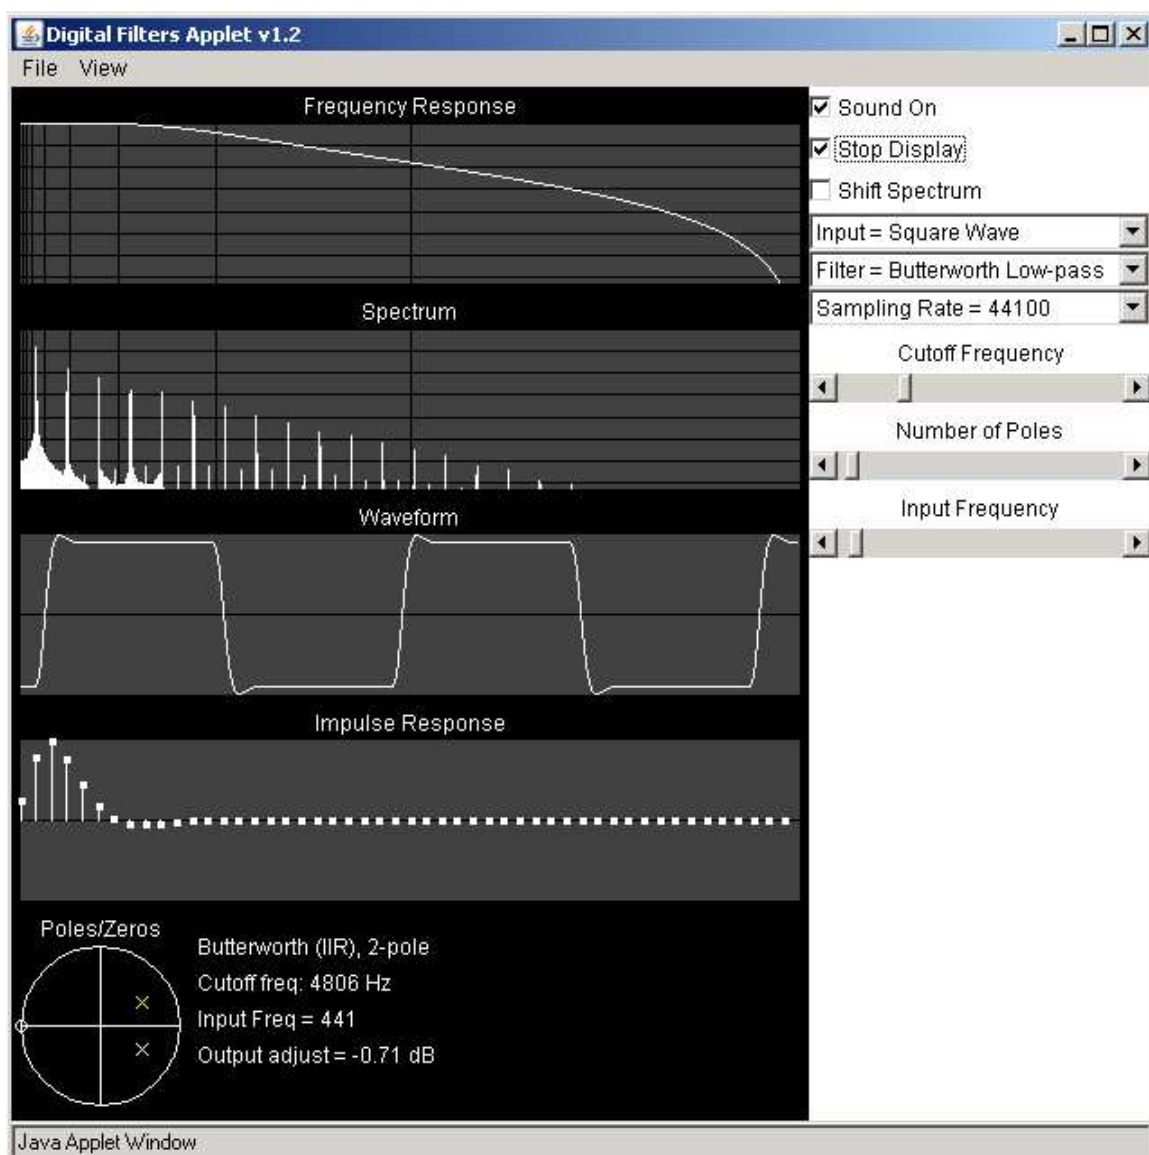 Digital Filters Applet v1.2
File View
Frequency Response
Sound On
Stop Display
Shift Spectrum
Input = Square Wave
Filter = Butterworth Low-pass
Sampling Rate = 44100
Spectrum
Cutoff Frequency
Number of Poles
Input Frequency
Waveform
Impulse Response
Poles/Zeros
Butterworth (IIR), 2-pole
Cutoff freq: 4806 Hz
Input Freq = 441
Output adjust = -0.71 dB
Java Applet Window